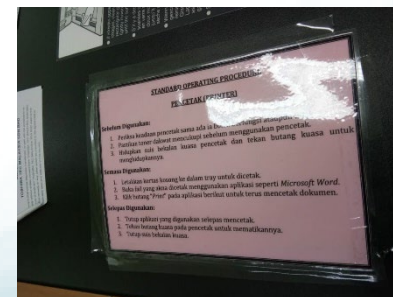 STANDARD OPERATING PROCEDURE
PENCETAK (PRINTER)
Sebelum Digunakan:
1. Periksa keadaan pencetak sama ada ia
2. Pastikan toner dakwat mencukupi sebelum menggunakan pencetak.
3. Hidupkan suis bekalan kuasa pencetak dan tekan butang kuasa untuk
menghidupkannya.
Semasa Digunakan:
1. Letakkan kertas kosong ke dalam tray untuk dicetak.
2. Buka fail yang akan dicetak menggunakan aplikasi seperti Microsoft Word.
3. Klik butang "Print" pada aplikasi berikut untuk terus mencetak dokumen.
Selepas Digunakan:
1. Tutup aplikasi yang digunakan selepas mencetak.
2. Tekan butang kuasa pada pencetak untuk mematikannya.
3. Tutup suis bekalan kuasa.